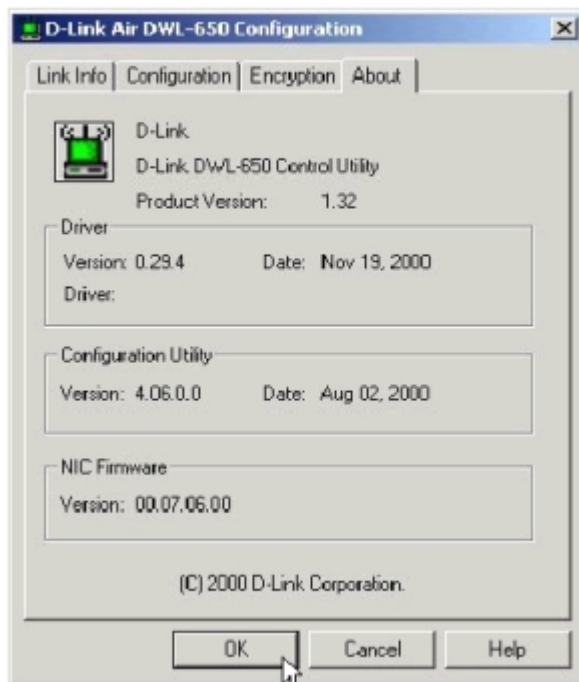 D-Link Air DWL-650 Configuration
Link Info Configuration Encryption About
D-Link
D-Link DWL-650 Control Utility
Product Version: 1.32
Driver
Version: 0.29.4 Date: Nov 19, 2000
Driver:
Configuration Utility
Version: 4.06.0.0 Date: Aug 02, 2000
NIC Firmware
Version: 00.07.06.00
(C) 2000 D-Link Corporation.
OK Cancel Help